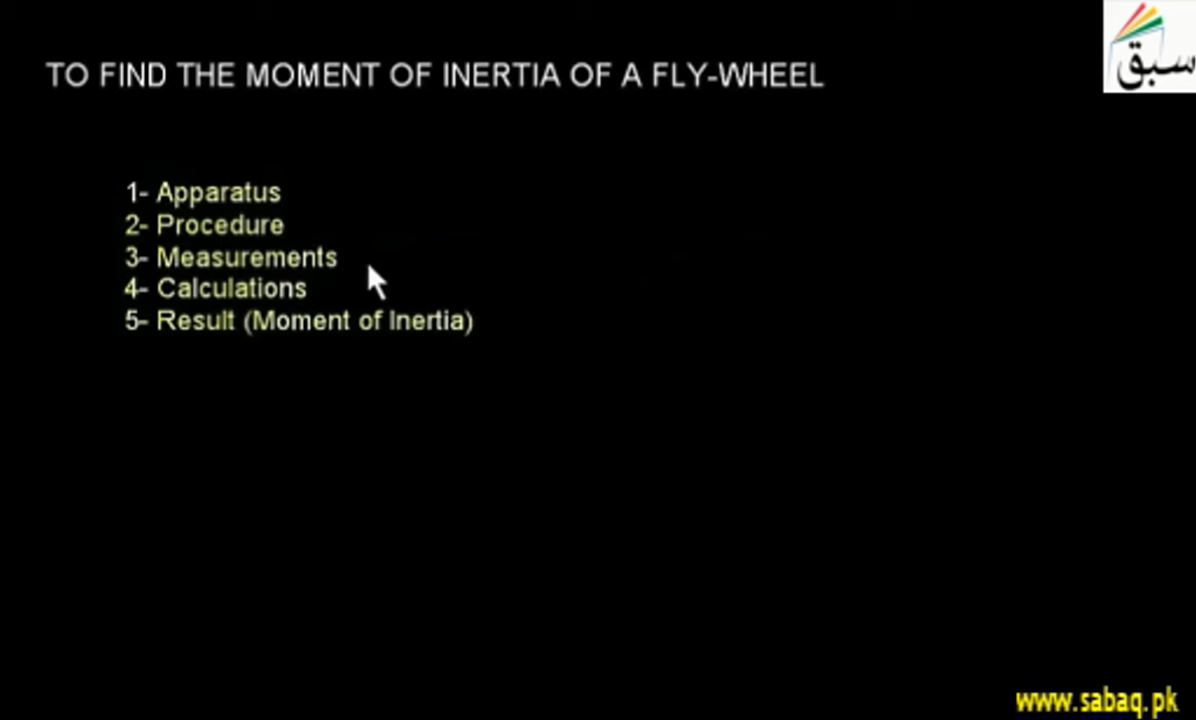 TO FIND THE MOMENT OF INERTIA OF A FLY-WHEEL
سبق
1- Apparatus
2- Procedure
3- Measurements
4- Calculations
5- Result (Moment of Inertia)
www.sabaq.pk